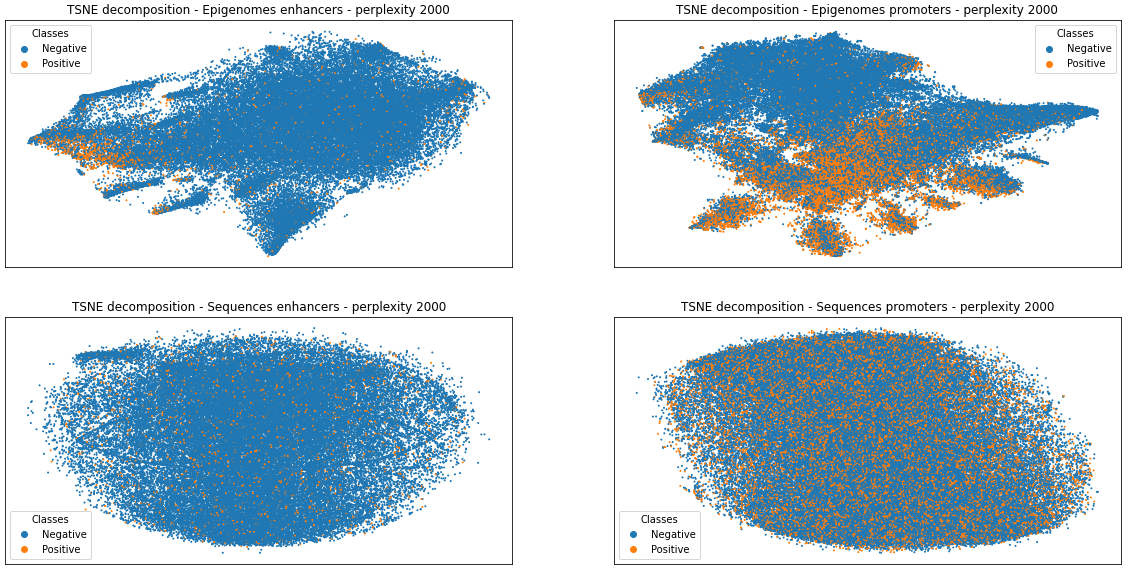 TSNE decomposition - Epigenomes enhancers - perplexity 2000
Classes
Negative
Positive
TSNE decomposition - Epigenomes promoters - perplexity 2000
Classes
Negative
Positive
TSNE decomposition - Sequences enhancers - perplexity 2000
Classes
Negative
Positive
TSNE decomposition - Sequences promoters - perplexity 2000
Classes
Negative
Positive